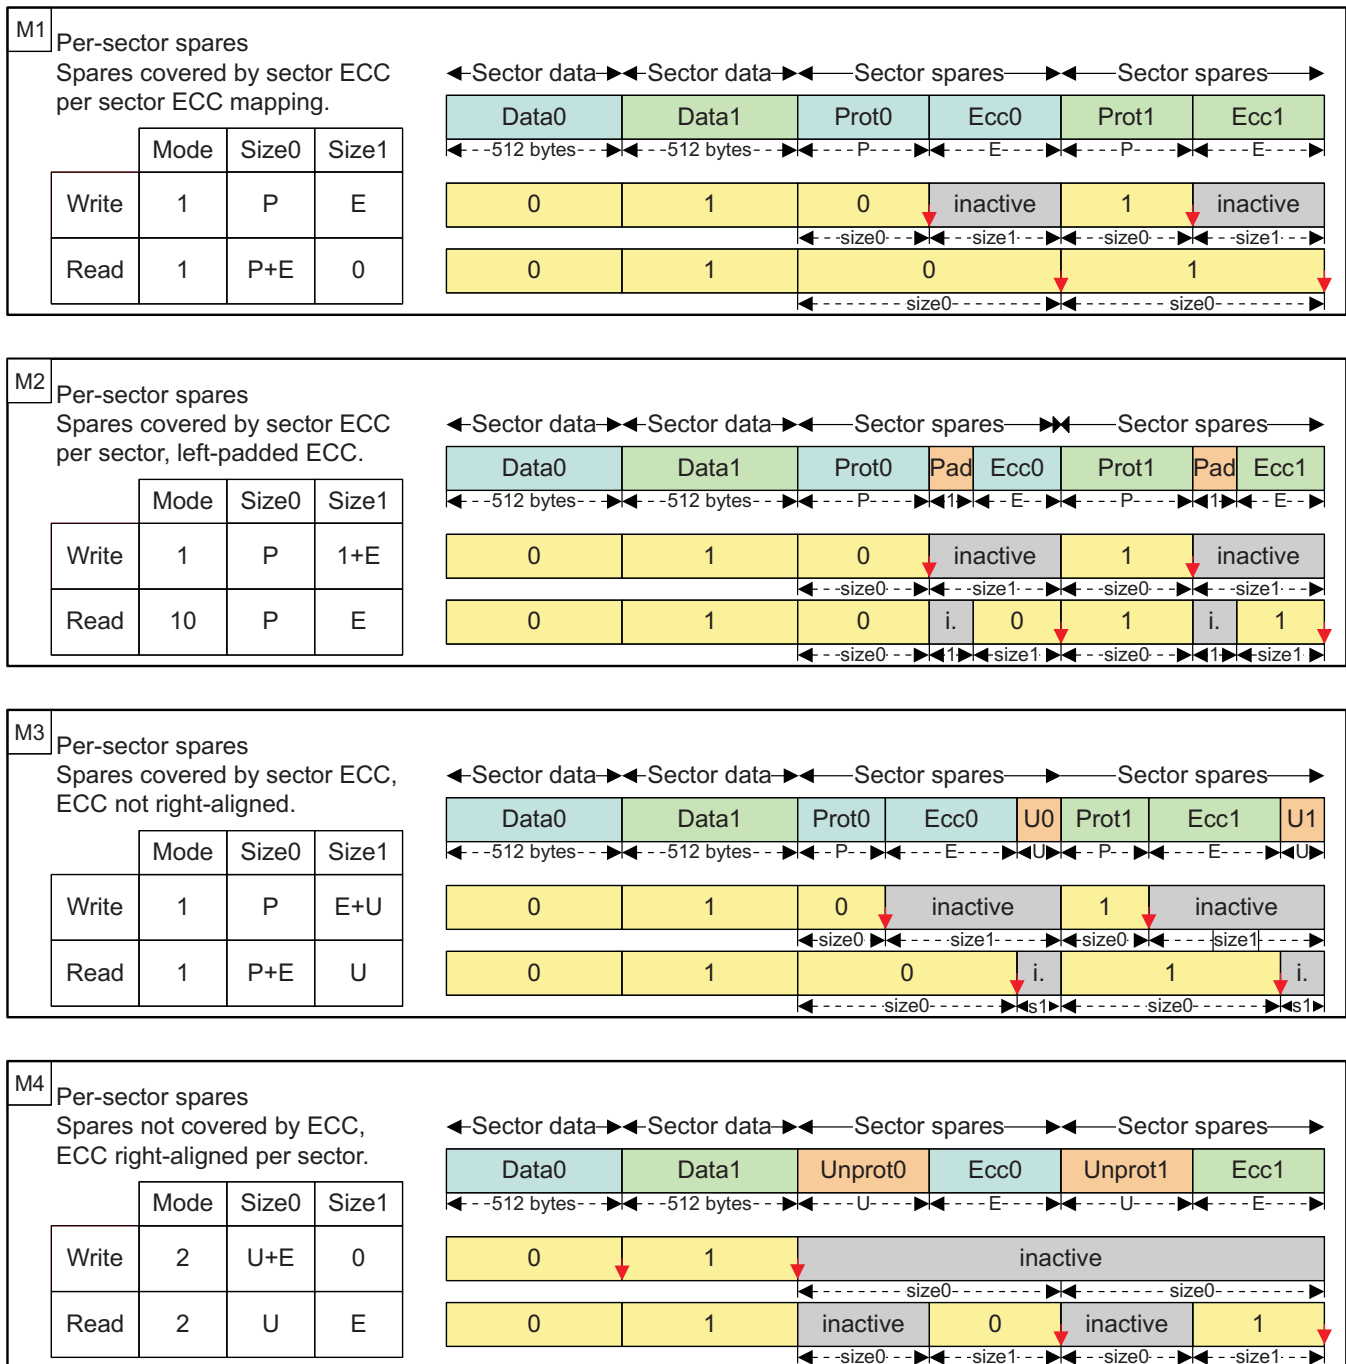 M1
Per-sector spares
Spares covered by sector ECC
per sector ECC mapping.
Mode Size0 Size1
Write 1 P E
Read 1 P+E 0
Sector data Sector data Sector spares Sector spares
Data0 Data1 Prot0 Ecc0 Prot1 Ecc1
512 bytes 512 bytes P E P E
0 1 0 inactive 1 inactive
size0 size1 size0 size1
0 1 0 1
size0 size0
M2
Per-sector spares
Spares covered by sector ECC
per sector, left-padded ECC.
Mode Size0 Size1
Write 1 P 1+E
Read 10 P E
Sector data Sector data Sector spares Sector spares
Data0 Data1 Prot0 Pad Ecc0 Prot1 Pad Ecc1
512 bytes 512 bytes P 1 E P 1 E
0 1 0 inactive 1 inactive
size0 size1 size0 size1
0 1 0 i. 0 1 i. 1
size0 1 size1 size0 1 size1
M3
Per-sector spares
Spares covered by sector ECC,
ECC not right-aligned.
Mode Size0 Size1
Write 1 P E+U
Read 1 P+E U
Sector data Sector data Sector spares Sector spares
Data0 Data1 Prot0 Ecc0 U0 Prot1 Ecc1 U1
512 bytes 512 bytes P E U P E U
0 1 0 inactive 1 inactive
size0 size1 size0 size1
0 1 0 i. 1 i.
size0 s1 size0 s1
M4
Per-sector spares
Spares not covered by ECC,
ECC right-aligned per sector.
Mode Size0 Size1
Write 2 U+E 0
Read 2 U E
Sector data Sector data Sector spares Sector spares
Data0 Data1 Unprot0 Ecc0 Unprot1 Ecc1
512 bytes 512 bytes U E U E
0 1 inactive
size0 size0
0 1 inactive 0 inactive 1
size0 size1 size0 size1